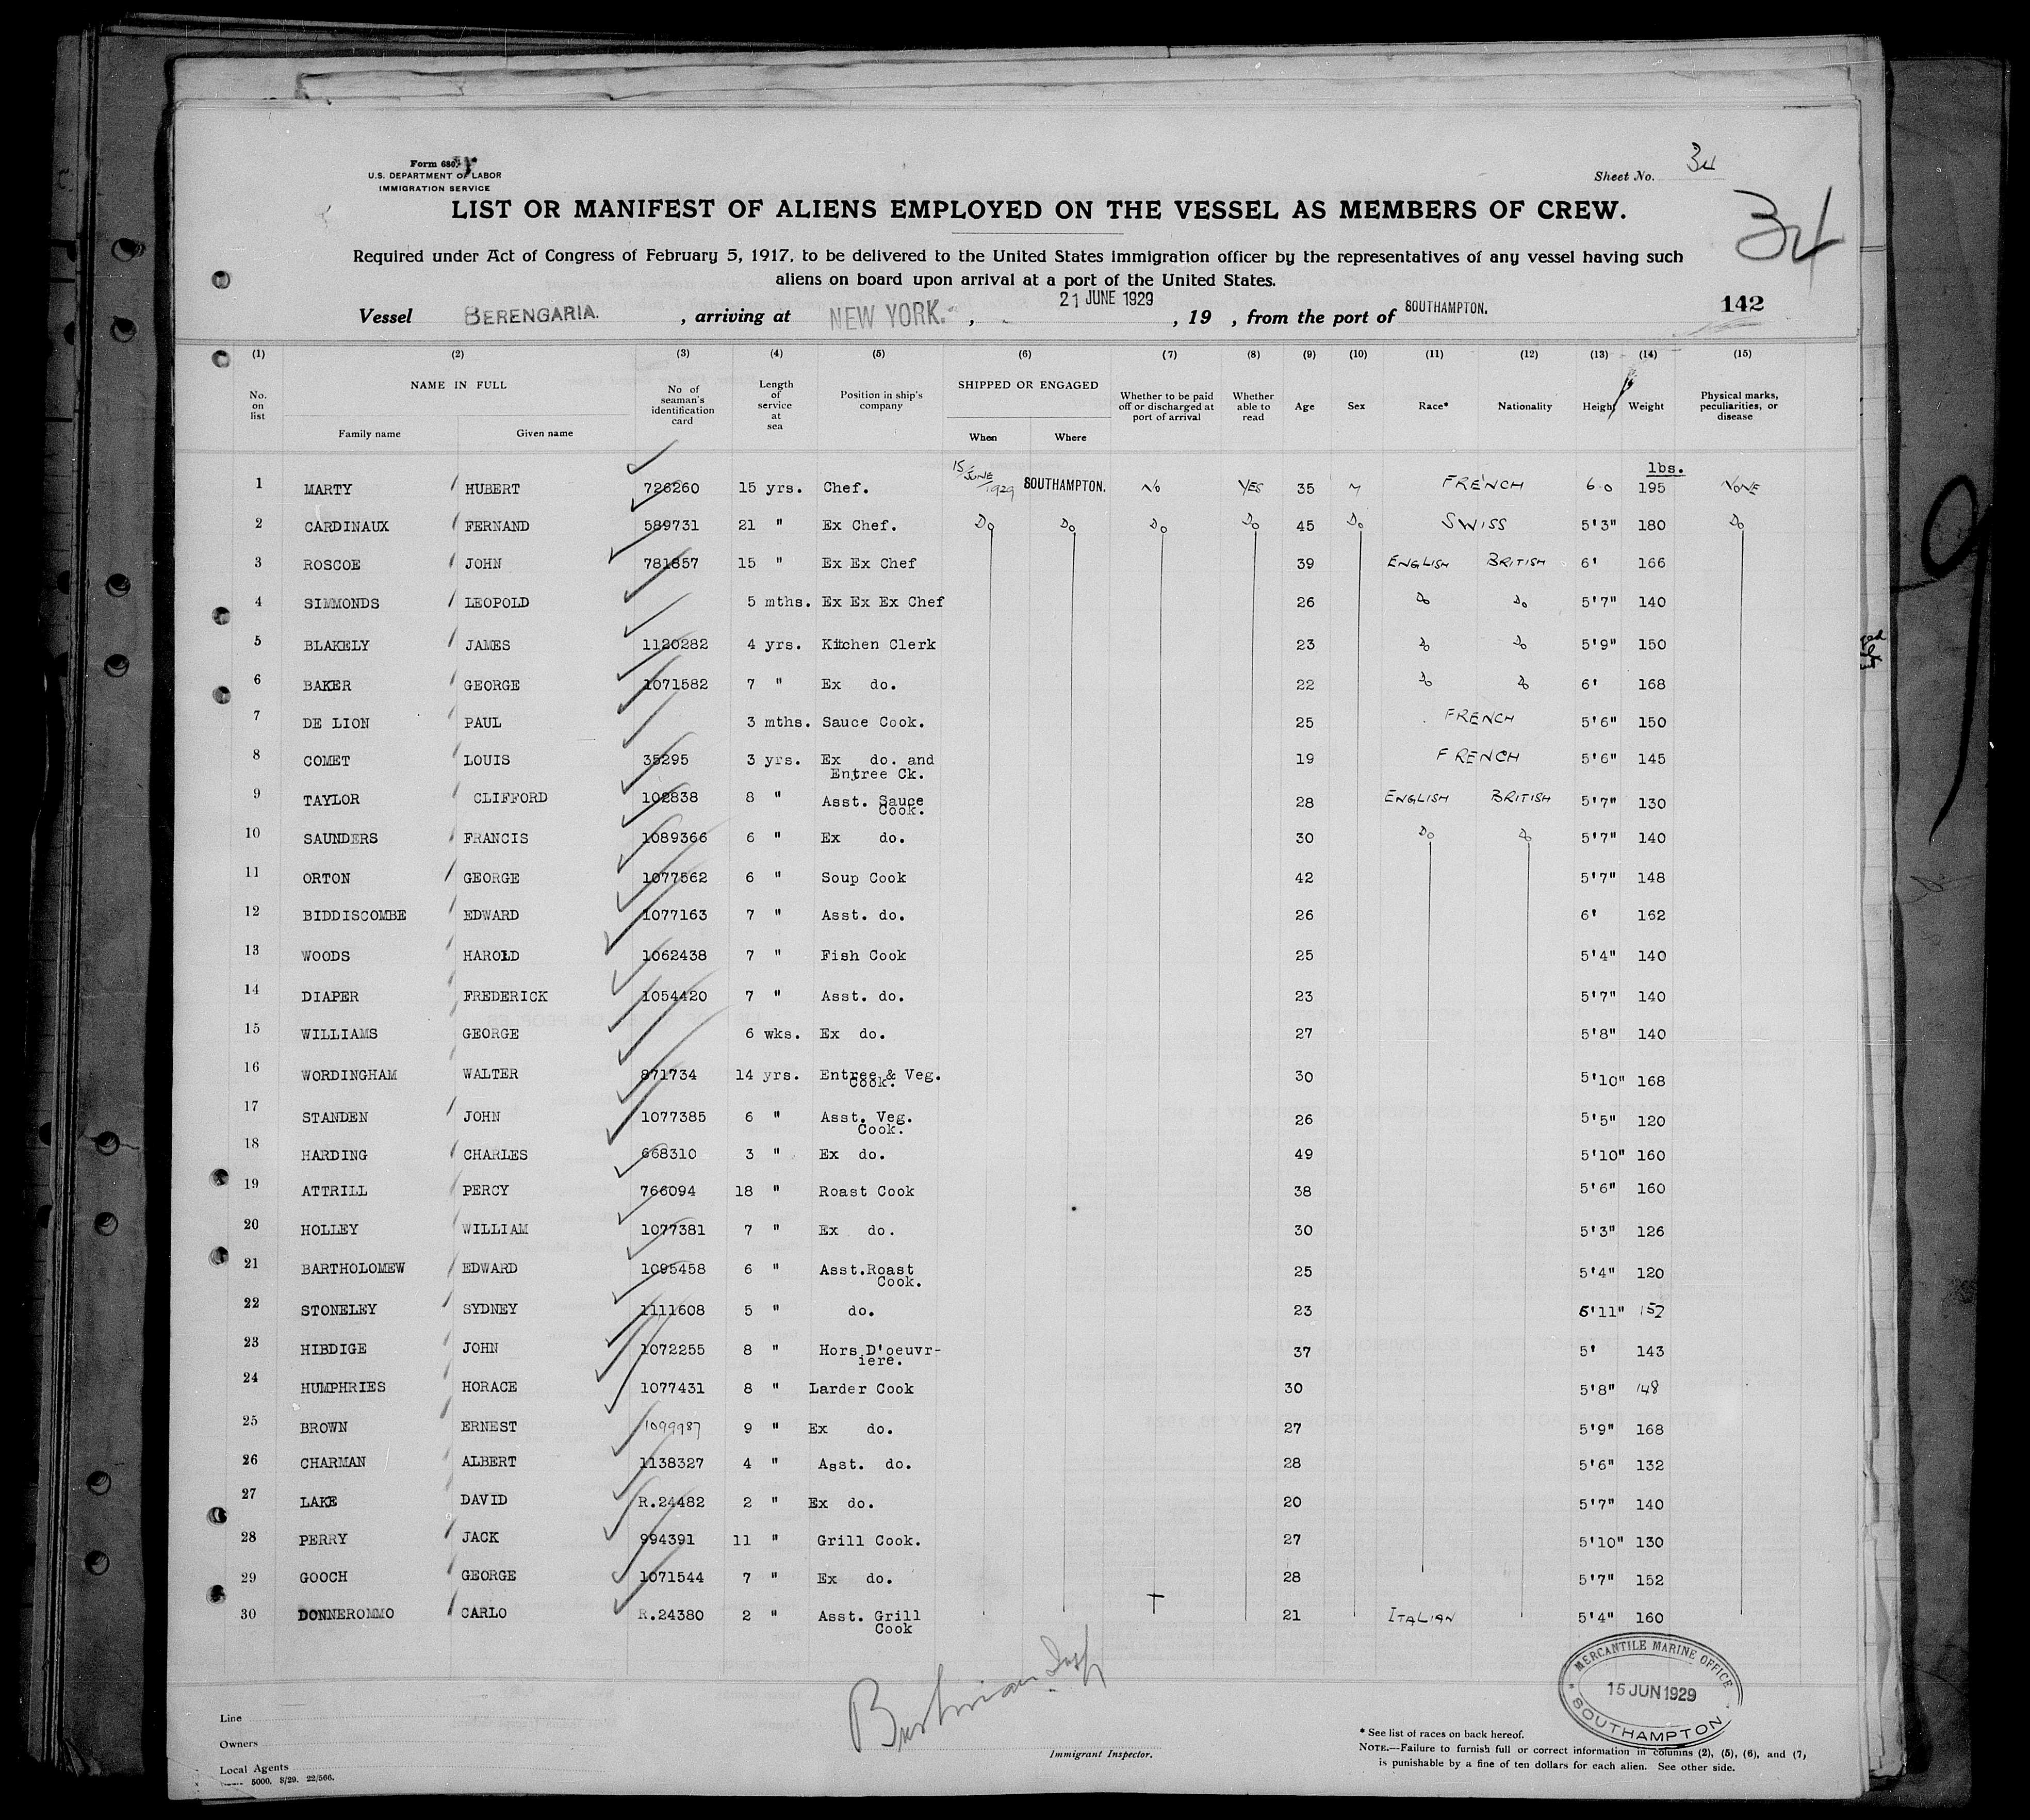 Form 680
U.S. DEPARTMENT OF LABOR
IMMIGRATION SERVICE
Sheet No. 34
34
LIST OR MANIFEST OF ALIENS EMPLOYED ON THE VESSEL AS MEMBERS OF CREW.
Required under Act of Congress of February 5, 1917, to be delivered to the United States immigration officer by the representatives of any vessel having such
aliens on board upon arrival at a port of the United States.
Vessel BERENGARIA. , arriving at NEW YORK. , 21 JUNE 1929 , 19 , from the port of SOUTHAMPTON. 142
(1) (2) (3) (4) (5) (6) (7) (8) (9) (10) (11) (12) (13) (14) (15)
No. on list NAME IN FULL Family name Given name No of seaman's identification card Length of service at sea Position in ship's company SHIPPED OR ENGAGED When Where Whether to be paid off or discharged at port of arrival Whether able to read Age Sex Race* Nationality Height Weight Physical marks, peculiarities, or disease
lbs.
1 MARTY HUBERT 726260 15 yrs. Chef. 15 JUNE 1929 SOUTHAMPTON. No YES 35 M FRENCH 6.0 195 NONE
2 CARDINAUX FERNAND 589731 21 " Ex Chef. Do Do Do Do 45 Do SWISS 5'3" 180 Do
3 ROSCOE JOHN 781857 15 " Ex Ex Chef 39 ENGLISH BRITISH 6' 166
4 SIMMONDS LEOPOLD 5 mths. Ex Ex Ex Chef 26 Do Do 5'7" 140
5 BLAKELY JAMES 1120282 4 yrs. Kitchen Clerk 23 Do Do 5'9" 150
6 BAKER GEORGE 1071582 7 " Ex do. 22 Do Do 6' 168
7 DE LION PAUL 3 mths. Sauce Cook. 25 FRENCH 5'6" 150
8 COMET LOUIS 35295 3 yrs. Ex do. and 19 FRENCH 5'6" 145
Entree Ck.
9 TAYLOR CLIFFORD 102838 8 " Asst. Sauce 28 ENGLISH BRITISH 5'7" 130
Cook.
10 SAUNDERS FRANCIS 1089366 6 " Ex do. 30 Do Do 5'7" 140
11 ORTON GEORGE 1077562 6 " Soup Cook 42 5'7" 148
12 BIDDISCOMBE EDWARD 1077163 7 " Asst. do. 26 6' 162
13 WOODS HAROLD 1062438 7 " Fish Cook 25 5'4" 140
14 DIAPER FREDERICK 1054420 7 " Asst. do. 23 5'7" 140
15 WILLIAMS GEORGE 6 wks. Ex do. 27 5'8" 140
16 WORDINGHAM WALTER 871734 14 yrs. Entree & Veg. 30 5'10" 168
Cook.
17 STANDEN JOHN 1077385 6 " Asst. Veg. 26 5'5" 120
Cook.
18 HARDING CHARLES 668310 3 " Ex do. 49 5'10" 160
19 ATTRILL PERCY 766094 18 " Roast Cook 38 5'6" 160
20 HOLLEY WILLIAM 1077381 7 " Ex do. 30 5'3" 126
21 BARTHOLOMEW EDWARD 1095458 6 " Asst.Roast 25 5'4" 120
Cook.
22 STONELEY SYDNEY 1111608 5 " do. 23 5'11" 152
23 HIBDIGE JOHN 1072255 8 " Hors D'oeuvr- 37 5' 143
iere.
24 HUMPHRIES HORACE 1077431 8 " Larder Cook 30 5'8" 148
25 BROWN ERNEST 1099987 9 " Ex do. 27 5'9" 168
26 CHARMAN ALBERT 1138327 4 " Asst. do. 28 5'6" 132
27 LAKE DAVID R.24482 2 " Ex do. 20 5'7" 140
28 PERRY JACK 994391 11 " Grill Cook. 27 5'10" 130
29 GOOCH GEORGE 1071544 7 " Ex do. 28 5'7" 152
30 DONNEROMMO CARLO R.24380 2 " Asst. Grill 21 ITALIAN 5'4" 160
Cook
MERCANTILE MARINE OFFICE
15 JUN 1929
SOUTHAMPTON
Line
Owners
Local Agents
5000. 3/29. 22/566.
Immigrant Inspector.
* See list of races on back hereof.
NOTE.—Failure to furnish full or correct information in columns (2), (5), (6), and (7,
is punishable by a fine of ten dollars for each alien. See other side.